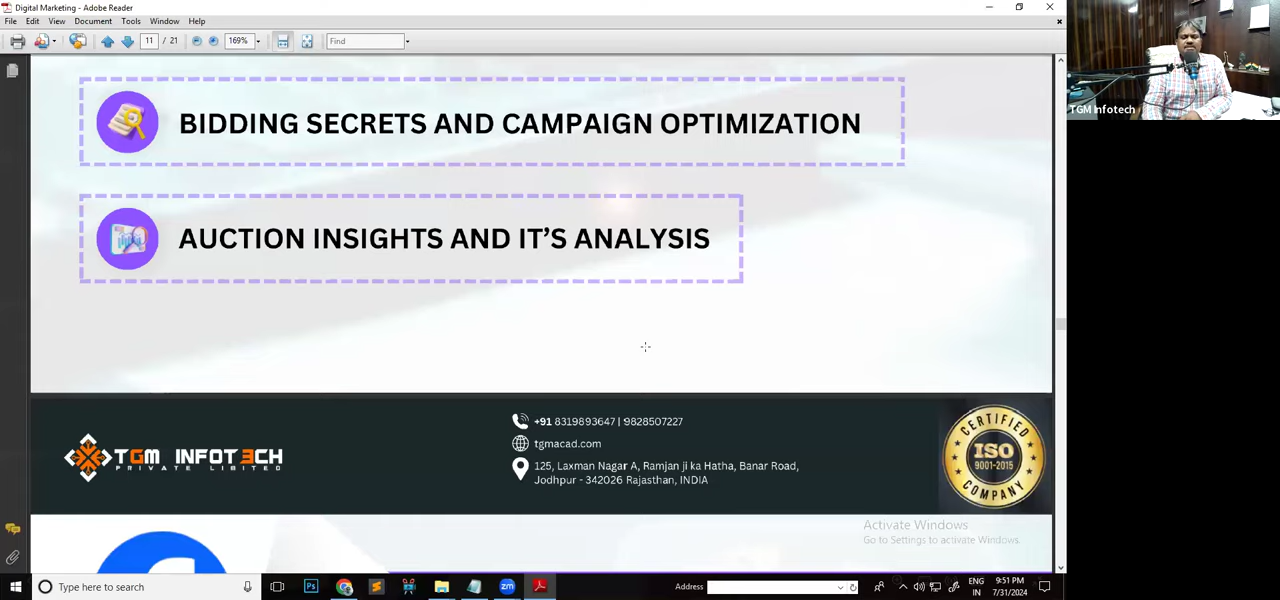 Digital Marketing - Adobe Reader
File Edit View Document Tools Window Help
11 / 21 169% Find
TGM Infotech
BIDDING SECRETS AND CAMPAIGN OPTIMIZATION
AUCTION INSIGHTS AND IT'S ANALYSIS
TGM INFOT3CH
PRIVATE LIMITED
+91 8319893647 | 9828507227
tgmacad.com
125, Laxman Nagar A, Ramjan ji ka Hatha, Banar Road,
Jodhpur - 342026 Rajasthan, INDIA
CERTIFIED
ISO
9001-2015
COMPANY
Activate Windows
Go to Settings to activate Windows.
Type here to search
Ps
zm
Address
ENG
IN
9:51 PM
7/31/2024